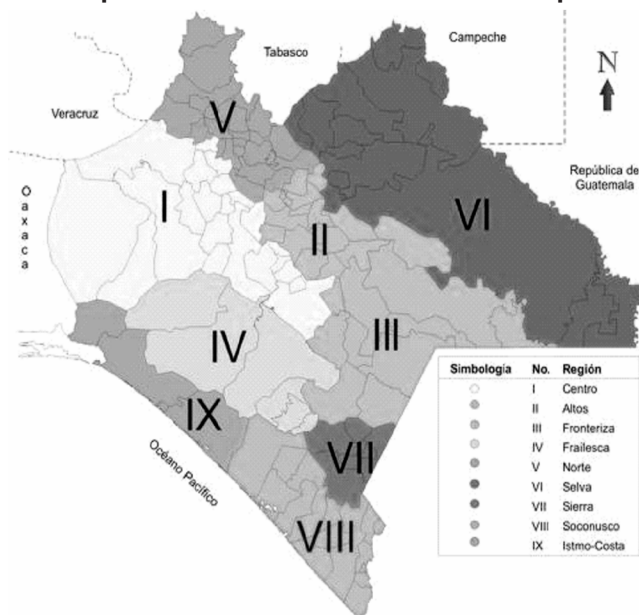 Tabasco
Campeche
N
Veracruz
V
República de
Guatemala
Oaxaca
I
VI
II
III
IV
IX
VII
VIII
Océano Pacífico
Simbología No. Región
I Centro
II Altos
III Fronteriza
IV Frailesca
V Norte
VI Selva
VII Sierra
VIII Soconusco
IX Istmo-Costa